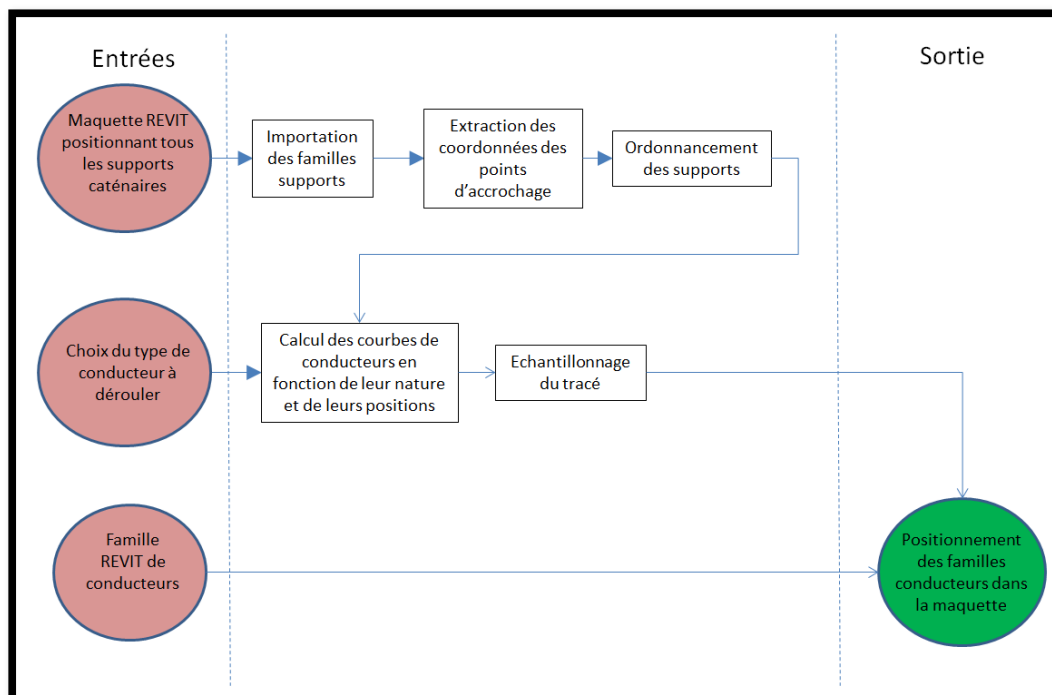 Entrées
Sortie
Maquette REVIT
positionnant tous
les supports
caténaires
Importation
des familles
supports
Extraction des
coordonnées des
points
d'accrochage
Ordonnancement
des supports
Choix du type de
conducteur à
dérouler
Calcul des courbes de
conducteurs en
fonction de leur nature
et de leurs positions
Echantillonnage
du tracé
Famille
REVIT de
conducteurs
Positionnement
des familles
conducteurs dans
la maquette